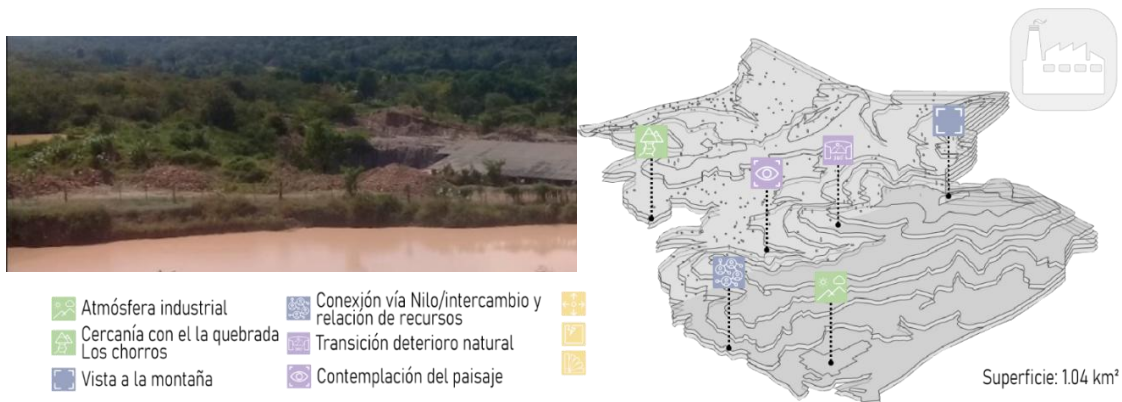 Atmósfera industrial
Cercanía con el la quebrada
Los chorros
Vista a la montaña
Conexión vía Nilo/intercambio y
relación de recursos
Transición deterioro natural
Contemplación del paisaje
Superficie: 1.04 km²